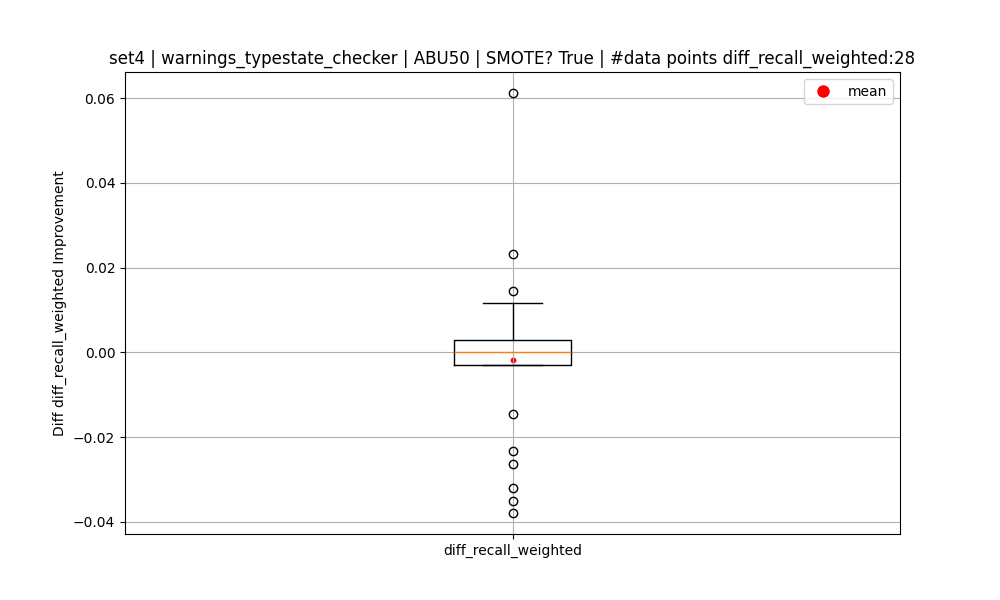 set4 | warnings_typestate_checker | ABU50 | SMOTE? True | #data points diff_recall_weighted:28
mean
0.06
0.04
0.02
0.00
−0.02
−0.04
Diff diff_recall_weighted Improvement
diff_recall_weighted